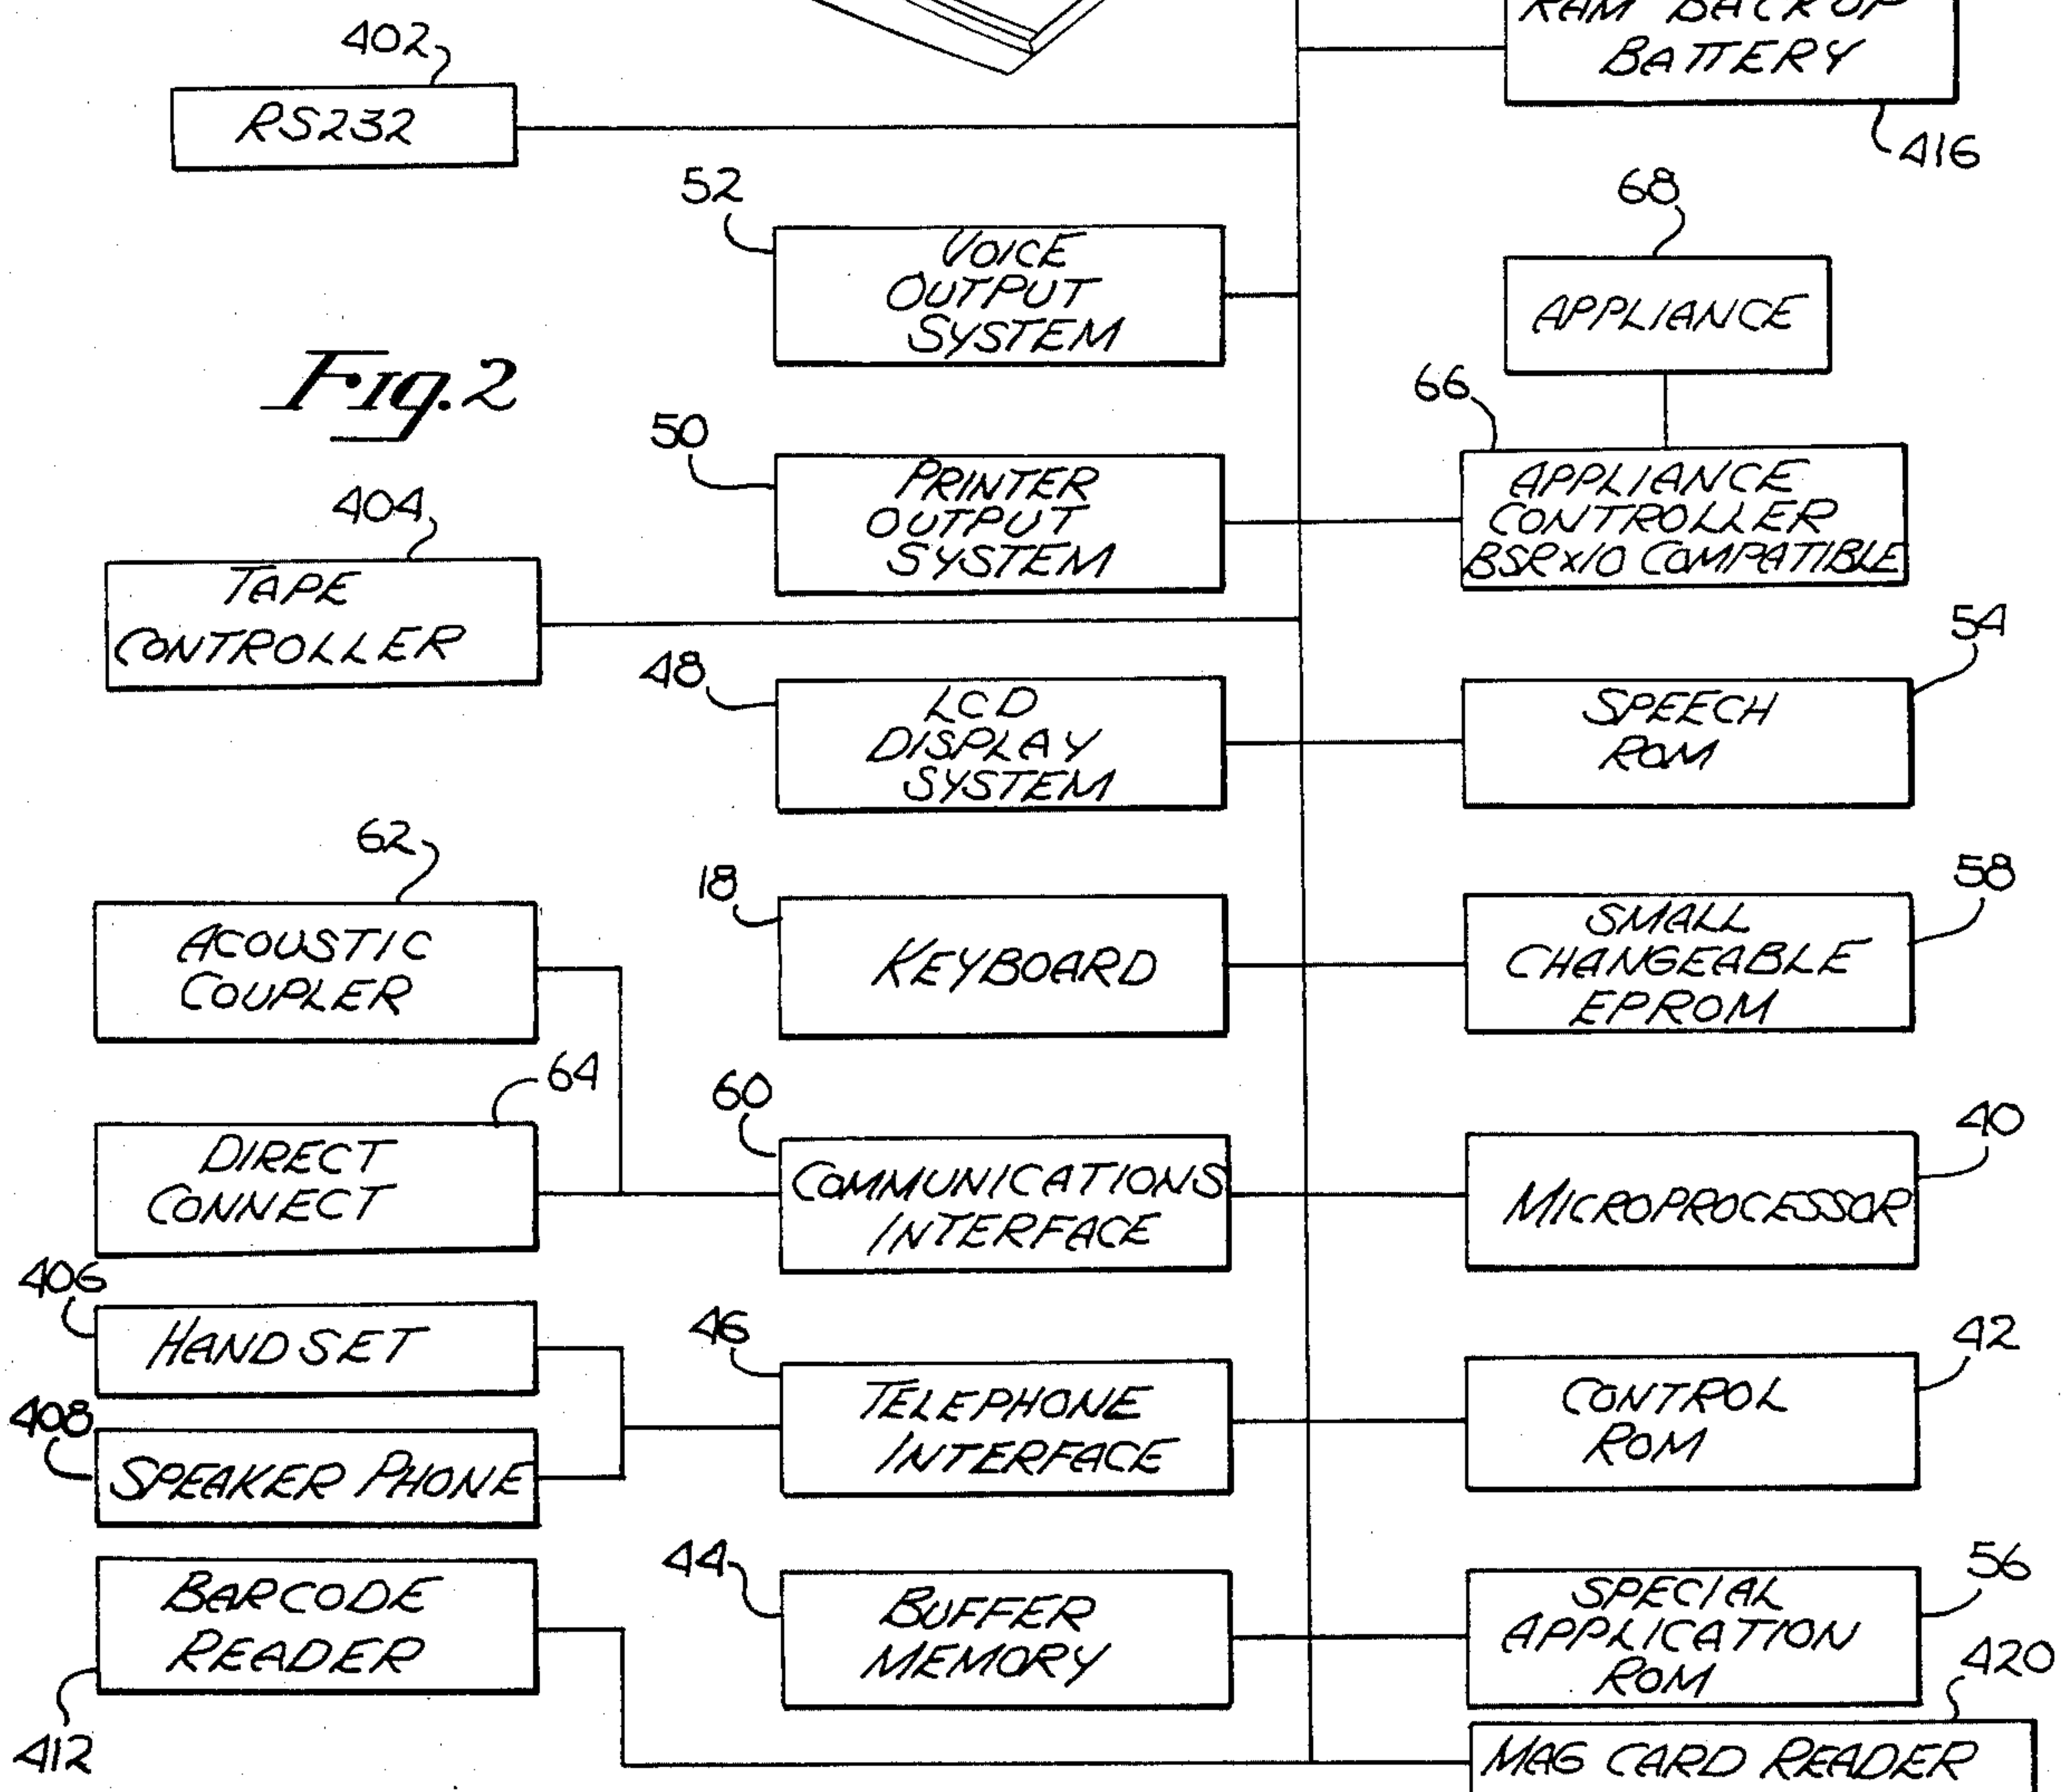 RAM BACKUP
BATTERY
416
402
RS232
52
VOICE
OUTPUT
SYSTEM
68
APPLIANCE
Fig. 2
50
PRINTER
OUTPUT
SYSTEM
66
APPLIANCE
CONTROLLER
BSRX10 COMPATIBLE
404
TAPE
CONTROLLER
48
LCD
DISPLAY
SYSTEM
54
SPEECH
ROM
62
ACOUSTIC
COUPLER
18
KEYBOARD
58
SMALL
CHANGEABLE
EPROM
64
DIRECT
CONNECT
60
COMMUNICATIONS
INTERFACE
40
MICROPROCESSOR
406
HANDSET
408
SPEAKER PHONE
46
TELEPHONE
INTERFACE
42
CONTROL
ROM
BARCODE
READER
412
44
BUFFER
MEMORY
56
SPECIAL
APPLICATION
ROM
420
MAG CARD READER